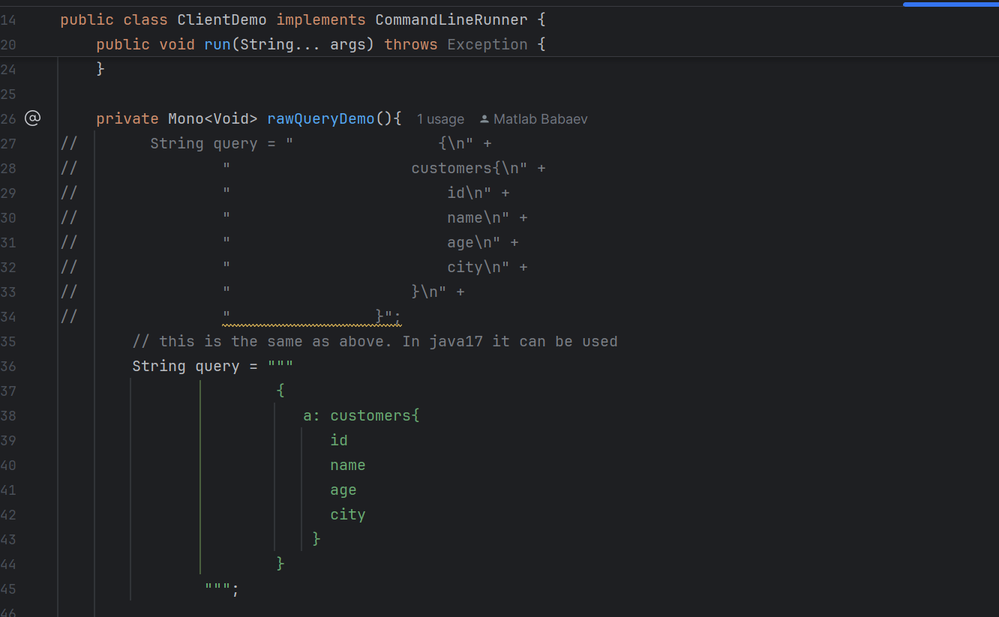 14 public class ClientDemo implements CommandLineRunner {
20 public void run(String... args) throws Exception {
24 }
25
26 @ private Mono<Void> rawQueryDemo(){ 1 usage Matlab Babaev
27 // String query = " {\n" +
28 // " customers{\n" +
29 // " id\n" +
30 // " name\n" +
31 // " age\n" +
32 // " city\n" +
33 // " }\n" +
34 // " }";
35 // this is the same as above. In java17 it can be used
36 String query = """
37 {
38 a: customers{
39 id
40 name
41 age
42 city
43 }
44 }
45 """;
46